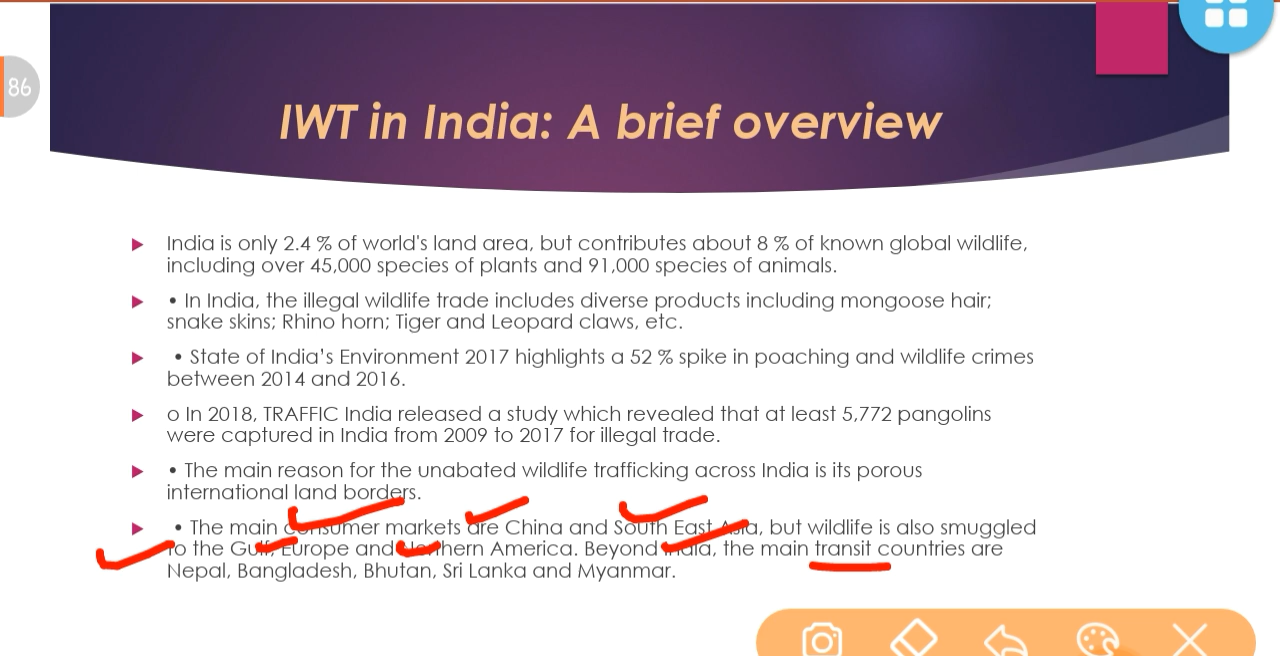 86
IWT in India: A brief overview
India is only 2.4 % of world's land area, but contributes about 8 % of known global wildlife,
including over 45,000 species of plants and 91,000 species of animals.
• In India, the illegal wildlife trade includes diverse products including mongoose hair;
snake skins; Rhino horn; Tiger and Leopard claws, etc.
• State of India's Environment 2017 highlights a 52 % spike in poaching and wildlife crimes
between 2014 and 2016.
o In 2018, TRAFFIC India released a study which revealed that at least 5,772 pangolins
were captured in India from 2009 to 2017 for illegal trade.
• The main reason for the unabated wildlife trafficking across India is its porous
international land borders.
• The main consumer markets are China and South East Asia, but wildlife is also smuggled
to the Gulf, Europe and Northern America. Beyond India, the main transit countries are
Nepal, Bangladesh, Bhutan, Sri Lanka and Myanmar.